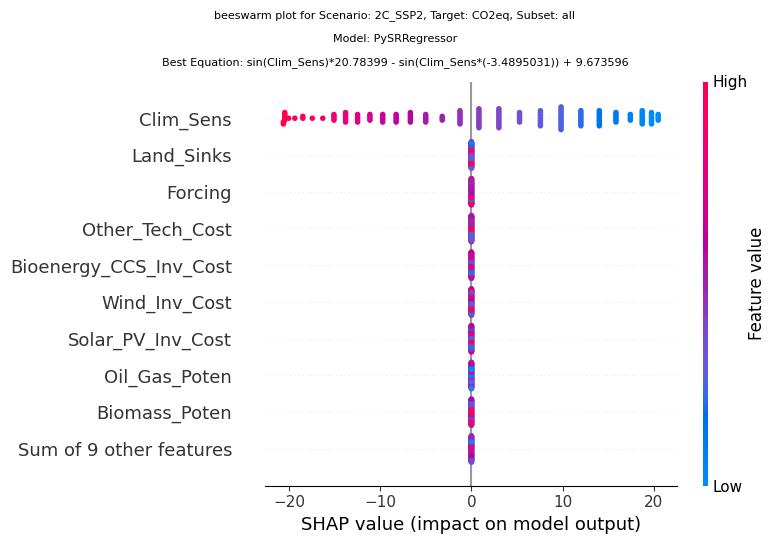 beeswarm plot for Scenario: 2C_SSP2, Target: CO2eq, Subset: all
Model: PySRRegressor
Best Equation: sin(Clim_Sens)*20.78399 - sin(Clim_Sens*(-3.4895031)) + 9.673596
High
Clim_Sens
Land_Sinks
Forcing
Other_Tech_Cost
Bioenergy_CCS_Inv_Cost
Wind_Inv_Cost
Solar_PV_Inv_Cost
Oil_Gas_Poten
Biomass_Poten
Sum of 9 other features
Feature value
Low
−20 −10 0 10 20
SHAP value (impact on model output)